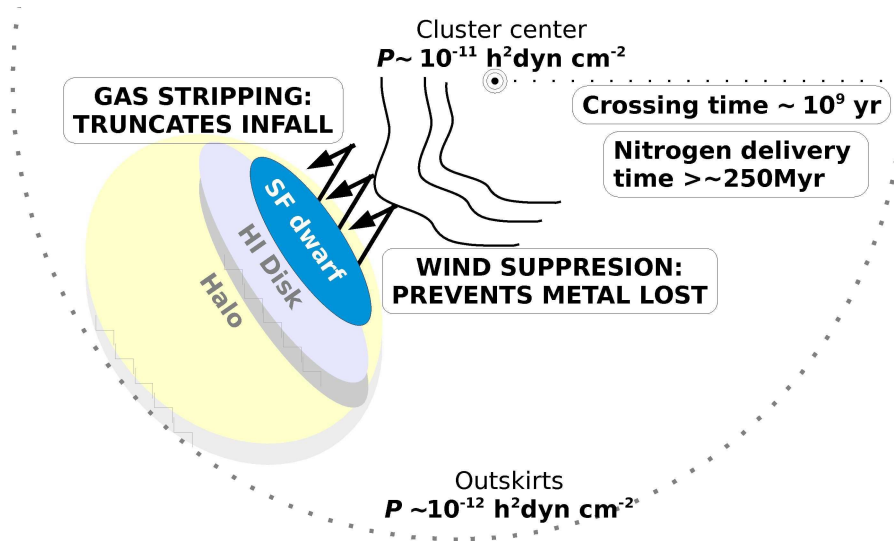 Cluster center
P~ 10⁻¹¹ h²dyn cm⁻²
GAS STRIPPING:
TRUNCATES INFALL
Crossing time ~ 10⁹ yr
Nitrogen delivery
time >~250Myr
SF dwarf
HI Disk
Halo
WIND SUPPRESION:
PREVENTS METAL LOST
Outskirts
P ~10⁻¹² h²dyn cm⁻²